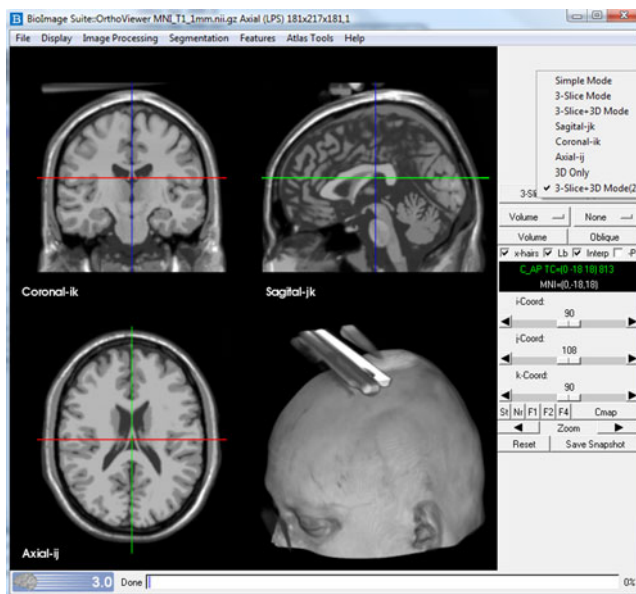 BioImage Suite::OrthoViewer MNI_T1_1mm.nii.gz Axial (LPS) 181x217x181,1
File Display Image Processing Segmentation Features Atlas Tools Help
Simple Mode
3-Slice Mode
3-Slice+3D Mode
Sagital-jk
Coronal-ik
Axial-ij
3D Only
3-Slice+3D Mode(2
3-Sli
Volume None
Volume Oblique
x-hairs Lb Interp -P
C_AP TC=(0 -18 18) 813
MNI=(0,-18,18)
i-Coord:
90
j-Coord:
108
k-Coord:
90
St Nr F1 F2 F4 Cmap
Zoom
Reset Save Snapshot
Coronal-ik
Sagital-jk
Axial-ij
3.0 Done 0%